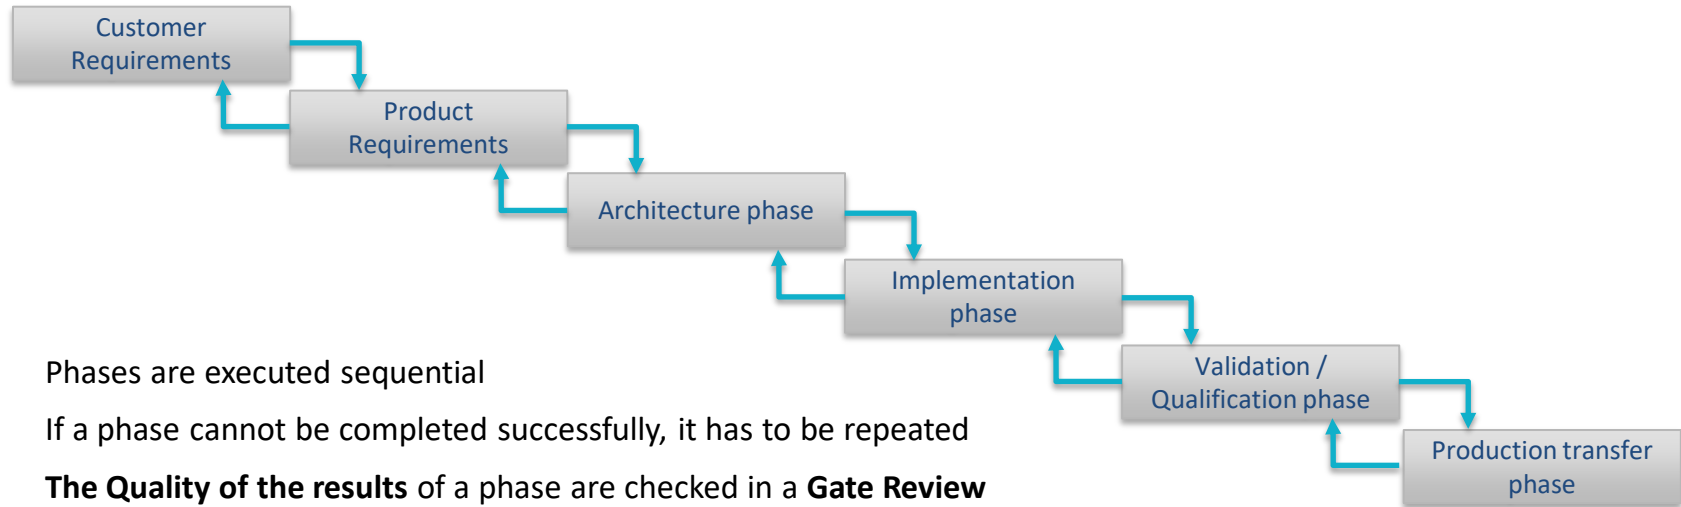 Customer
Requirements
Product
Requirements
Architecture phase
Implementation
phase
Validation /
Qualification phase
Production transfer
phase
Phases are executed sequential
If a phase cannot be completed successfully, it has to be repeated
The Quality of the results of a phase are checked in a Gate Review